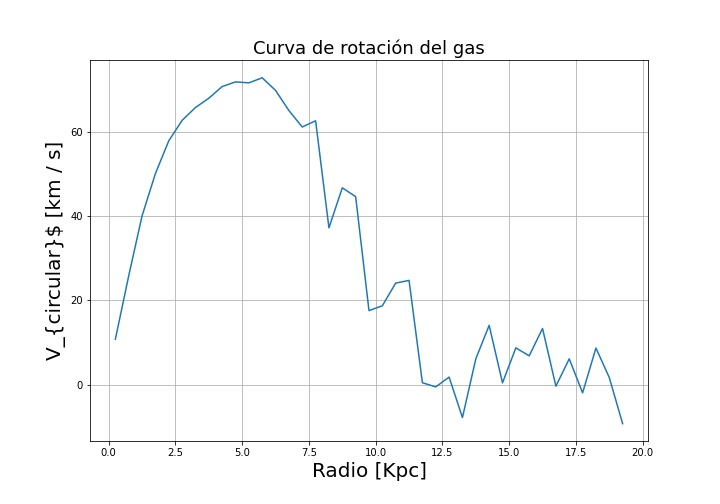 Curva de rotación del gas
V_{circular}$ [km / s]
60
40
20
0
0.0 2.5 5.0 7.5 10.0 12.5 15.0 17.5 20.0
Radio [Kpc]